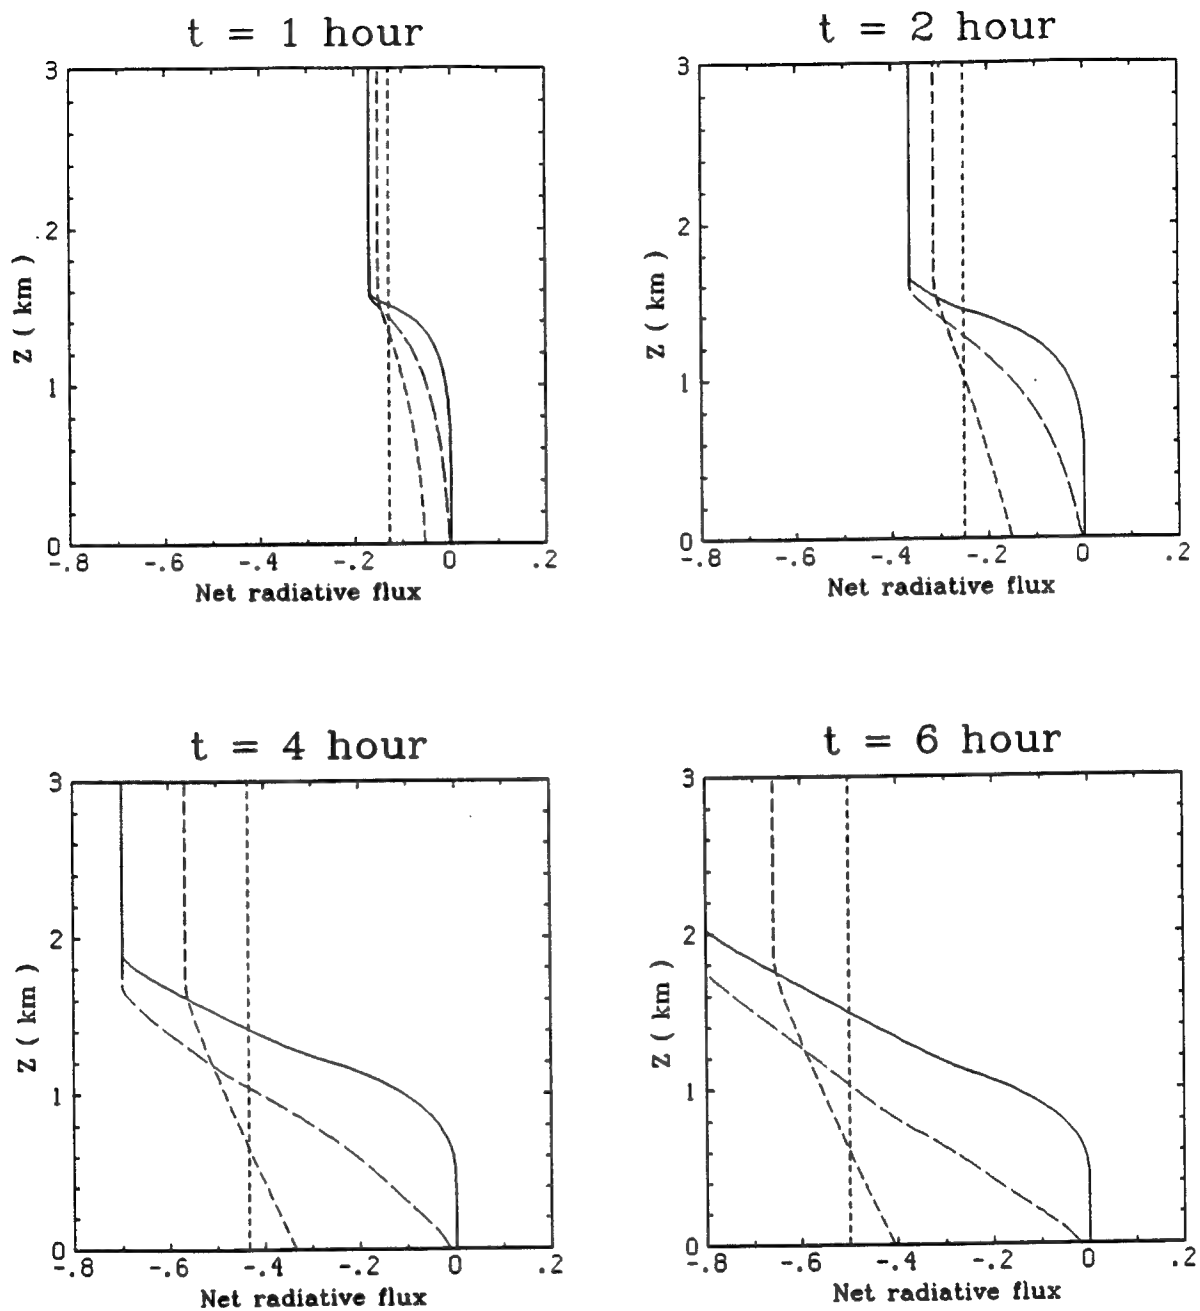 t = 1 hour
3
2
1
0
Z ( km )
-.8 -.6 -.4 -.2 0 .2
Net radiative flux
t = 2 hour
3
2
1
0
Z ( km )
-.8 -.6 -.4 -.2 0 .2
Net radiative flux
t = 4 hour
3
2
1
0
Z ( km )
-.8 -.6 -.4 -.2 0 .2
Net radiative flux
t = 6 hour
3
2
1
0
Z ( km )
-.8 -.6 -.4 -.2 0 .2
Net radiative flux